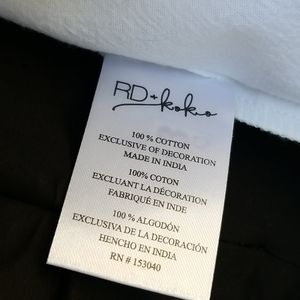 RD + koko
100% COTTON
EXCLUSIVE OF DECORATION
MADE IN INDIA
100% COTON
EXCLUANT LA DÉCORATION
FABRIQUÉ EN INDE
100% ALGODÓN
EXCLUSIVA DE LA DECORACIÓN
HENCHO EN INDIA
RN # 153040